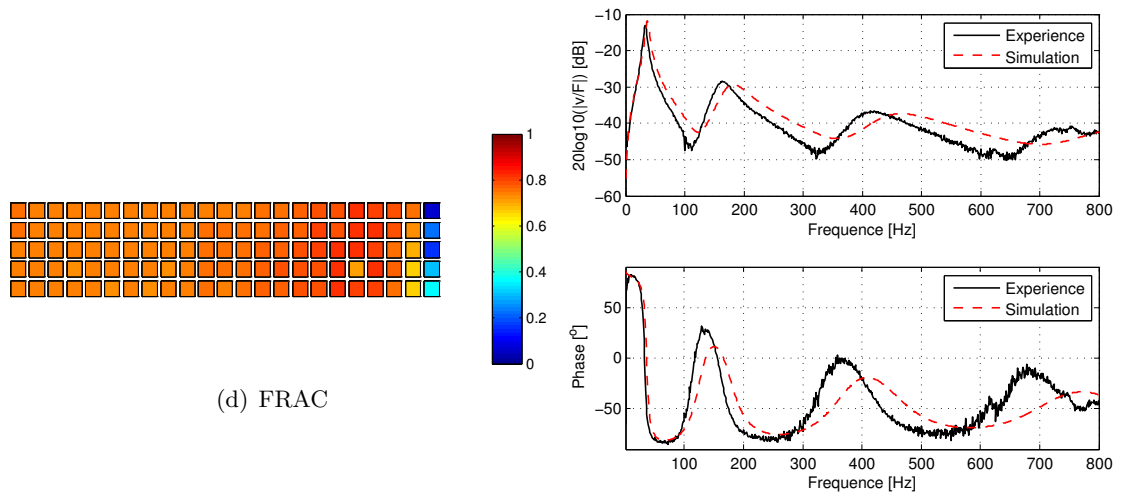 1
0.8
0.6
0.4
0.2
0
(d) FRAC
−10
−20
−30
−40
−50
−60
20log10(|v/F|) [dB]
Experience
Simulation
0 100 200 300 400 500 600 700 800
Frequence [Hz]
50
0
−50
Phase [°]
Experience
Simulation
100 200 300 400 500 600 700 800
Frequence [Hz]